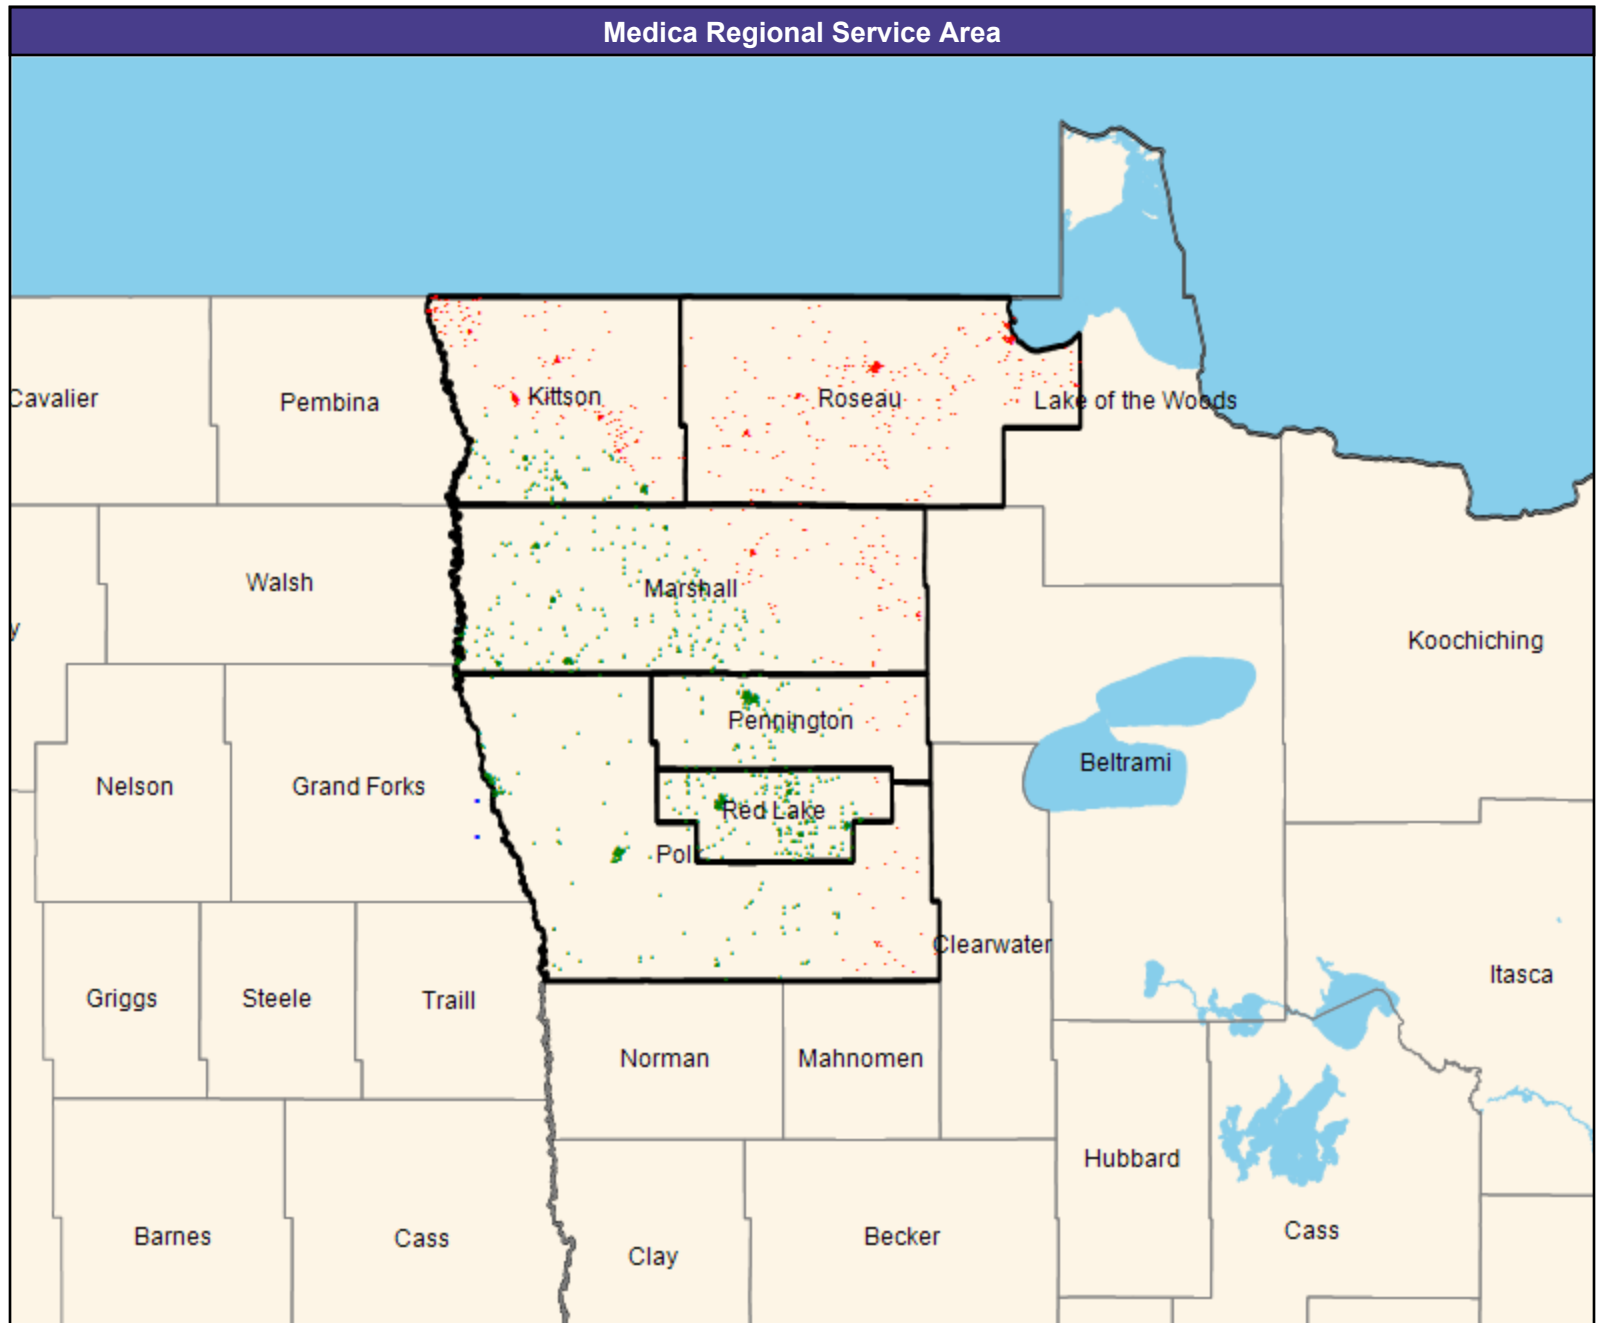 Medica Regional Service Area
Cavalier
Pembina
Kittson
Roseau
Lake of the Woods
Walsh
Marshall
y
Koochiching
Pennington
Beltrami
Nelson
Grand Forks
Red Lake
Pol
Clearwater
Itasca
Griggs
Steele
Traill
Norman
Mahnomen
Hubbard
Barnes
Cass
Clay
Becker
Cass